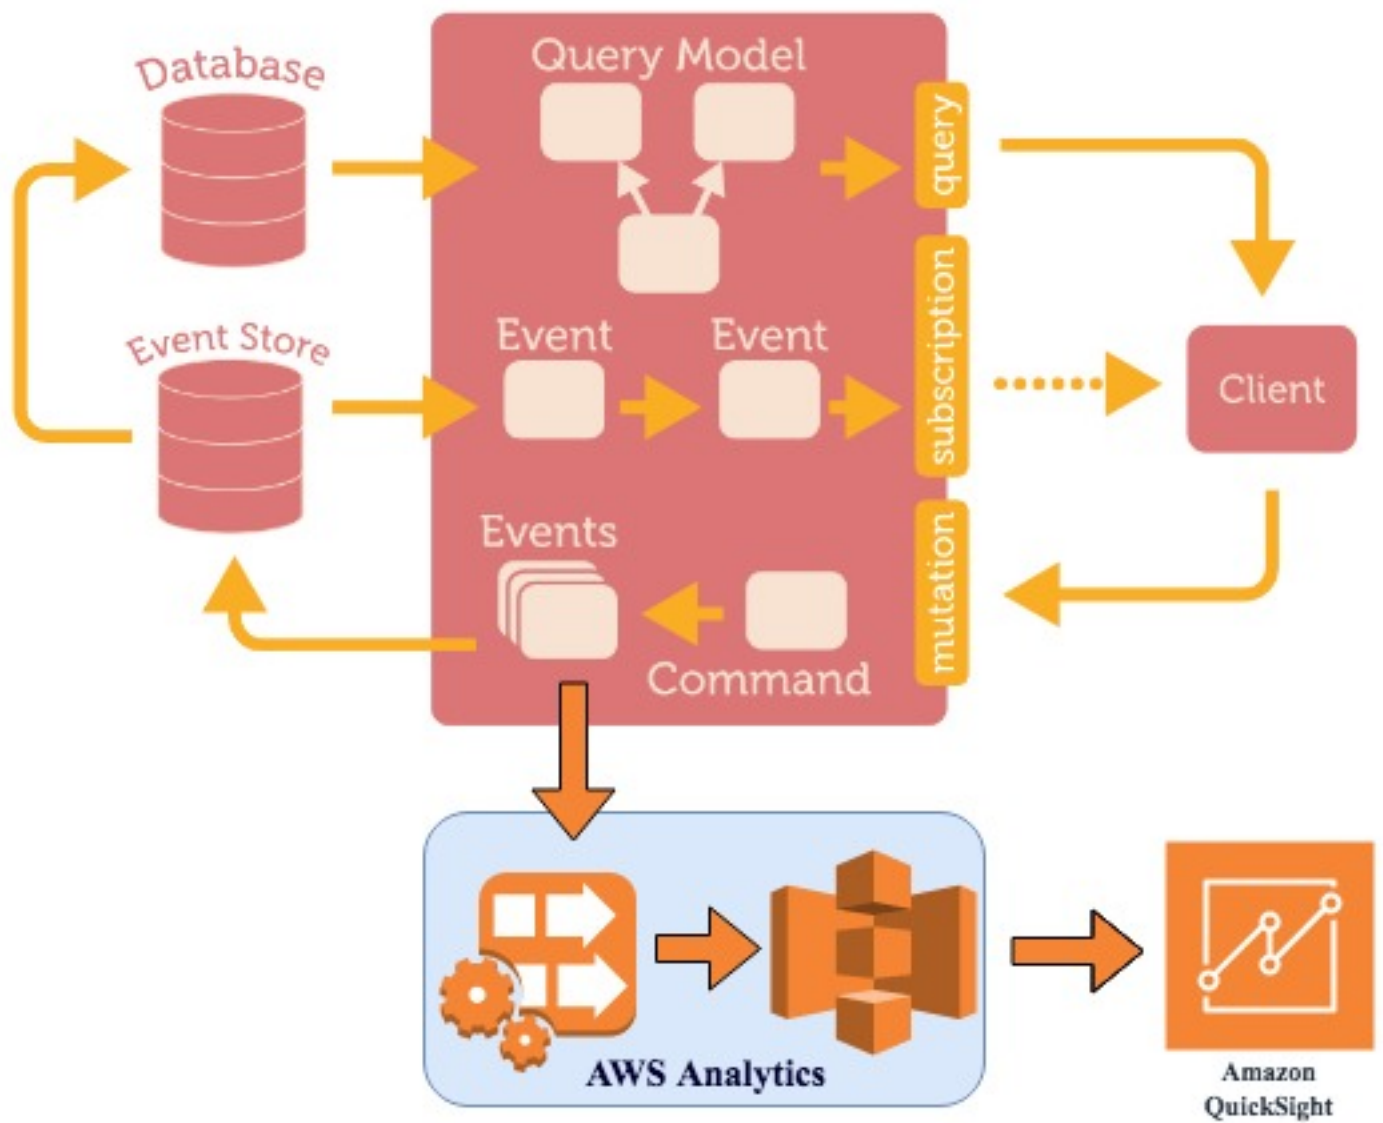 Database
Query Model
query
Event Store
Event
Event
subscription
Client
Events
Command
mutation
AWS Analytics
Amazon
QuickSight